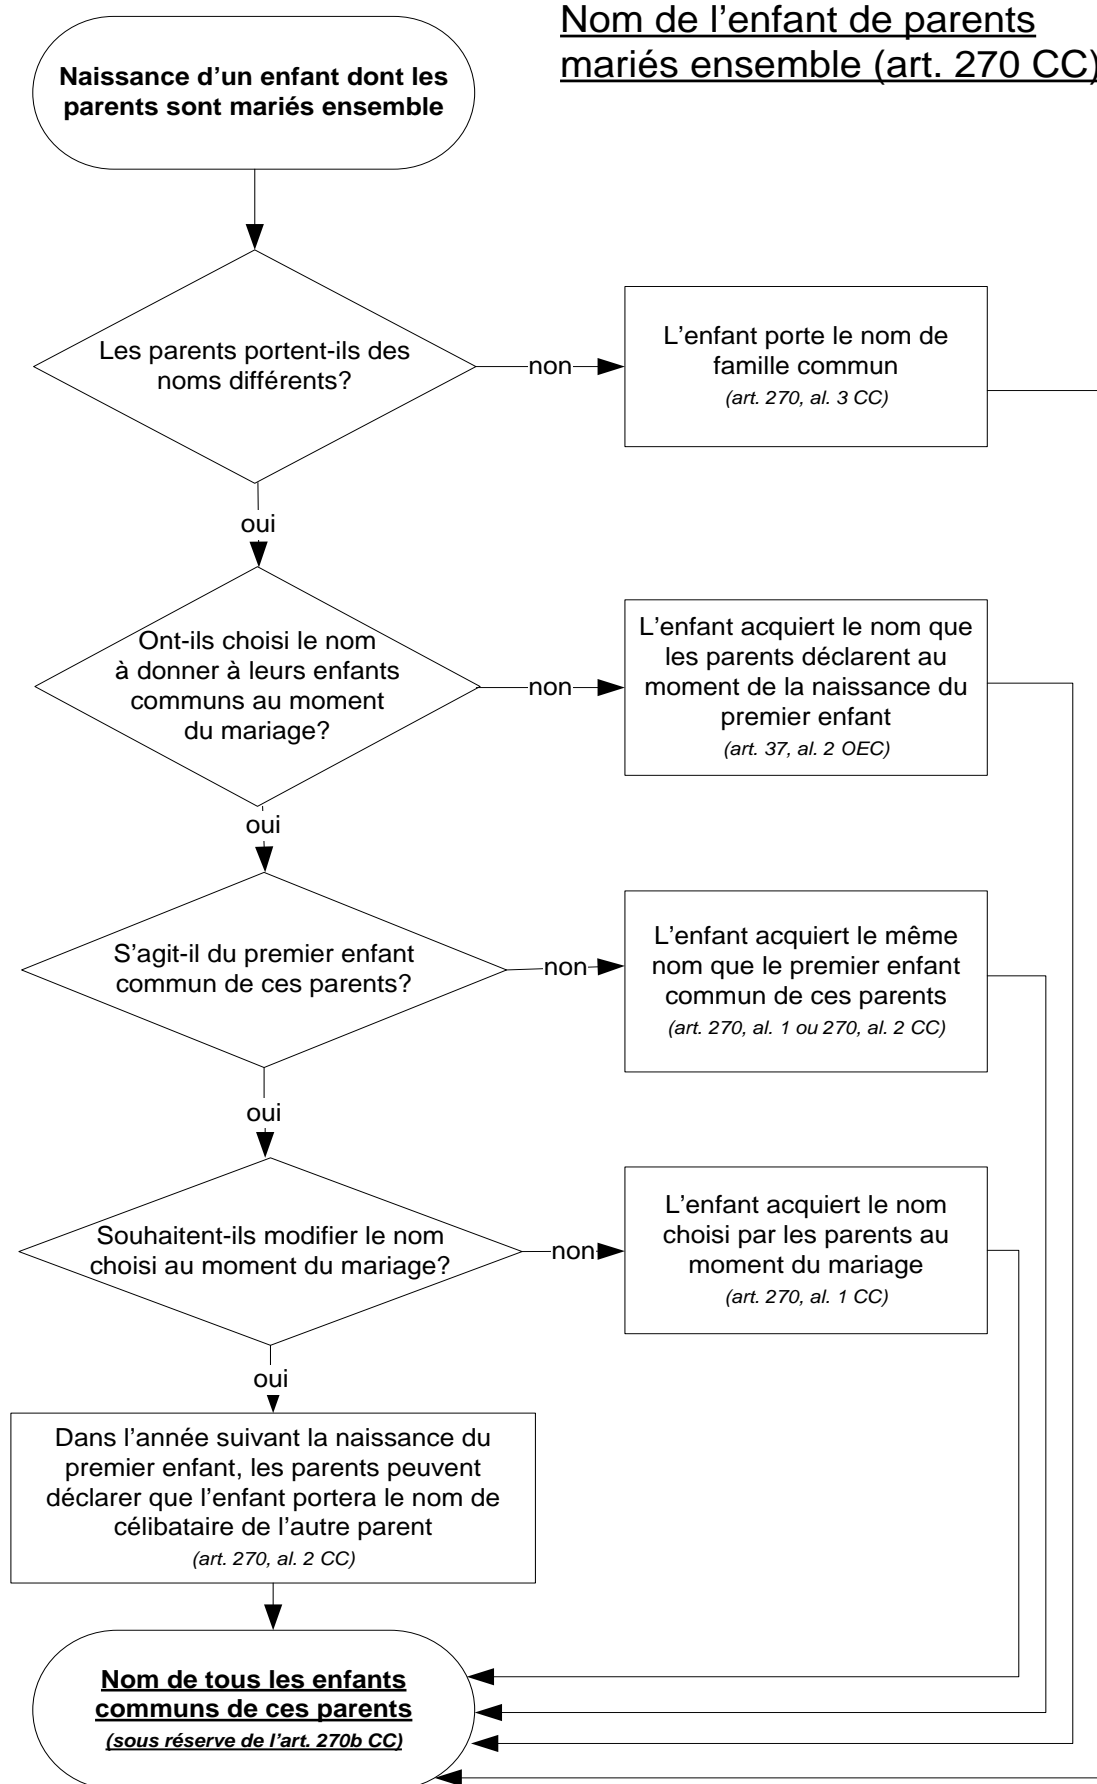 Nom de l’enfant de parents
mariés ensemble (art. 270 CC)
Naissance d’un enfant dont les
parents sont mariés ensemble
Les parents portent-ils des
noms différents?
non
L’enfant porte le nom de
famille commun
(art. 270, al. 3 CC)
oui
Ont-ils choisi le nom
à donner à leurs enfants
communs au moment
du mariage?
non
L’enfant acquiert le nom que
les parents déclarent au
moment de la naissance du
premier enfant
(art. 37, al. 2 OEC)
oui
S’agit-il du premier enfant
commun de ces parents?
non
L’enfant acquiert le même
nom que le premier enfant
commun de ces parents
(art. 270, al. 1 ou 270, al. 2 CC)
oui
Souhaitent-ils modifier le nom
choisi au moment du mariage?
non
L’enfant acquiert le nom
choisi par les parents au
moment du mariage
(art. 270, al. 1 CC)
oui
Dans l’année suivant la naissance du
premier enfant, les parents peuvent
déclarer que l’enfant portera le nom de
célibataire de l’autre parent
(art. 270, al. 2 CC)
Nom de tous les enfants
communs de ces parents
(sous réserve de l’art. 270b CC)